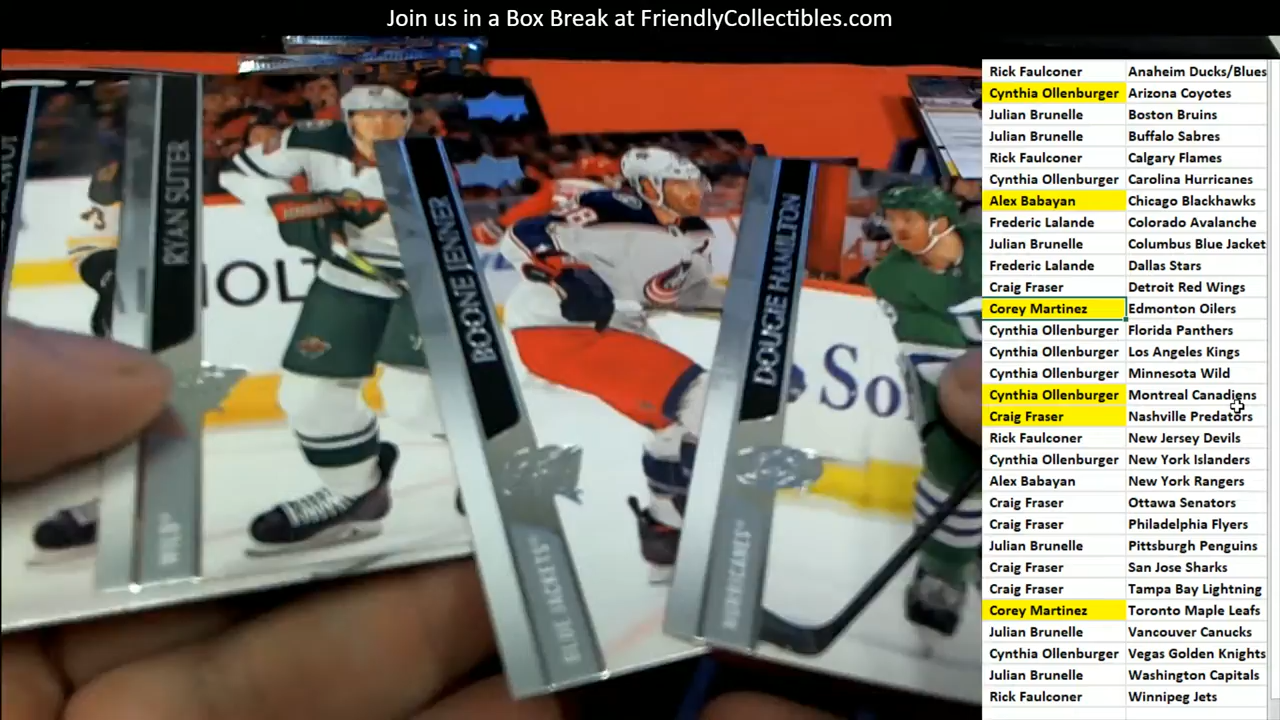 Join us in a Box Break at FriendlyCollectibles.com
RYAN SUTER
WILD
HOLT
BOONE JENNER
BLUE JACKETS
DOUGIE HAMILTON
HURRICANES
So
Rick Faulconer Anaheim Ducks/Blues
Cynthia Ollenburger Arizona Coyotes
Julian Brunelle Boston Bruins
Julian Brunelle Buffalo Sabres
Rick Faulconer Calgary Flames
Cynthia Ollenburger Carolina Hurricanes
Alex Babayan Chicago Blackhawks
Frederic Lalande Colorado Avalanche
Julian Brunelle Columbus Blue Jacket
Frederic Lalande Dallas Stars
Craig Fraser Detroit Red Wings
Corey Martinez Edmonton Oilers
Cynthia Ollenburger Florida Panthers
Cynthia Ollenburger Los Angeles Kings
Cynthia Ollenburger Minnesota Wild
Cynthia Ollenburger Montreal Canadiens
Craig Fraser Nashville Predators
Rick Faulconer New Jersey Devils
Cynthia Ollenburger New York Islanders
Alex Babayan New York Rangers
Craig Fraser Ottawa Senators
Craig Fraser Philadelphia Flyers
Julian Brunelle Pittsburgh Penguins
Craig Fraser San Jose Sharks
Craig Fraser Tampa Bay Lightning
Corey Martinez Toronto Maple Leafs
Julian Brunelle Vancouver Canucks
Cynthia Ollenburger Vegas Golden Knights
Julian Brunelle Washington Capitals
Rick Faulconer Winnipeg Jets